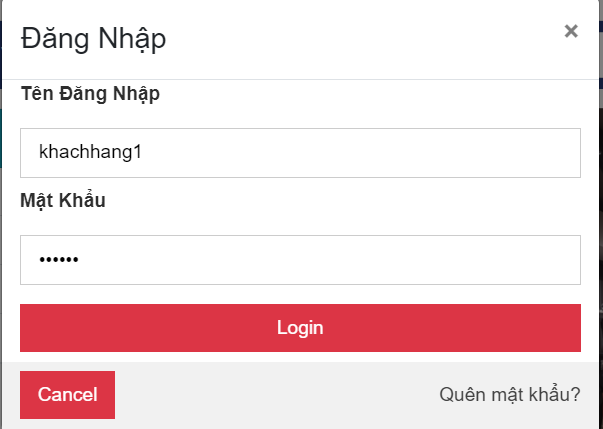 Đăng Nhập
×
Tên Đăng Nhập
khachhang1
Mật Khẩu
••••••
Login
Cancel
Quên mật khẩu?